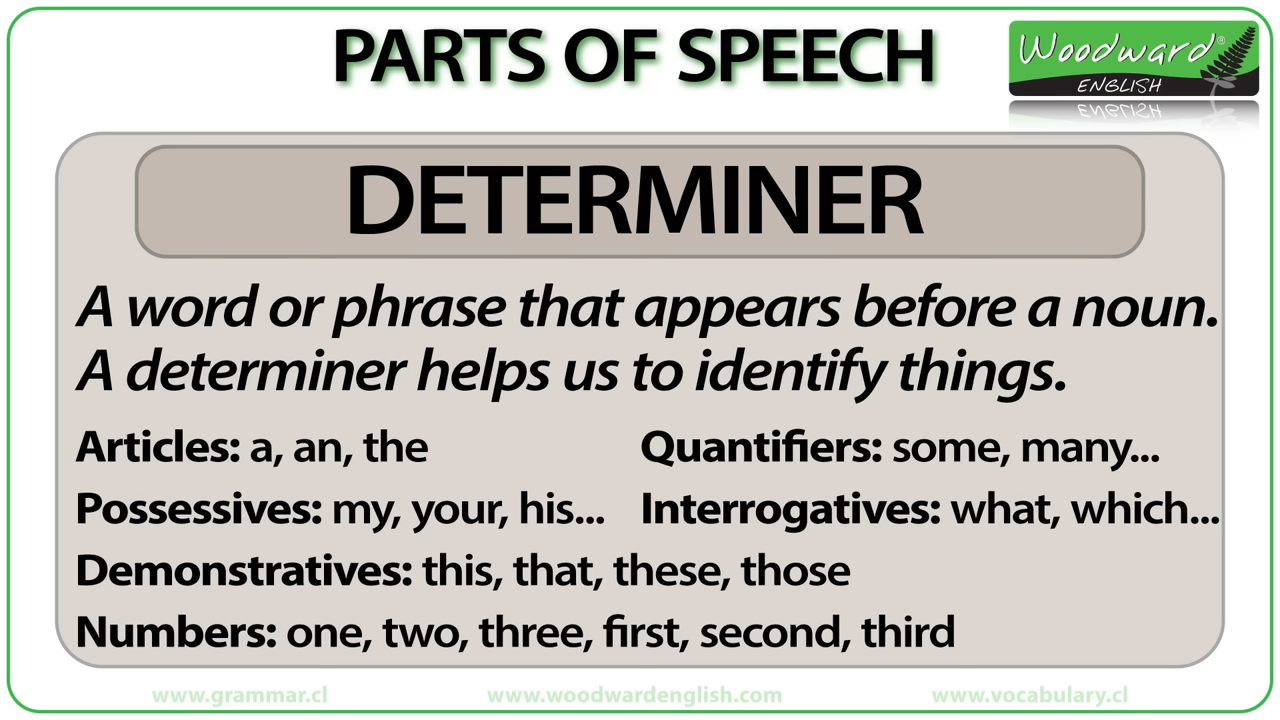 PARTS OF SPEECH
Woodward®
ENGLISH
DETERMINER
A word or phrase that appears before a noun.
A determiner helps us to identify things.
Articles: a, an, the
Quantifiers: some, many...
Possessives: my, your, his...
Interrogatives: what, which...
Demonstratives: this, that, these, those
Numbers: one, two, three, first, second, third
www.grammar.cl
www.woodwardenglish.com
www.vocabulary.cl